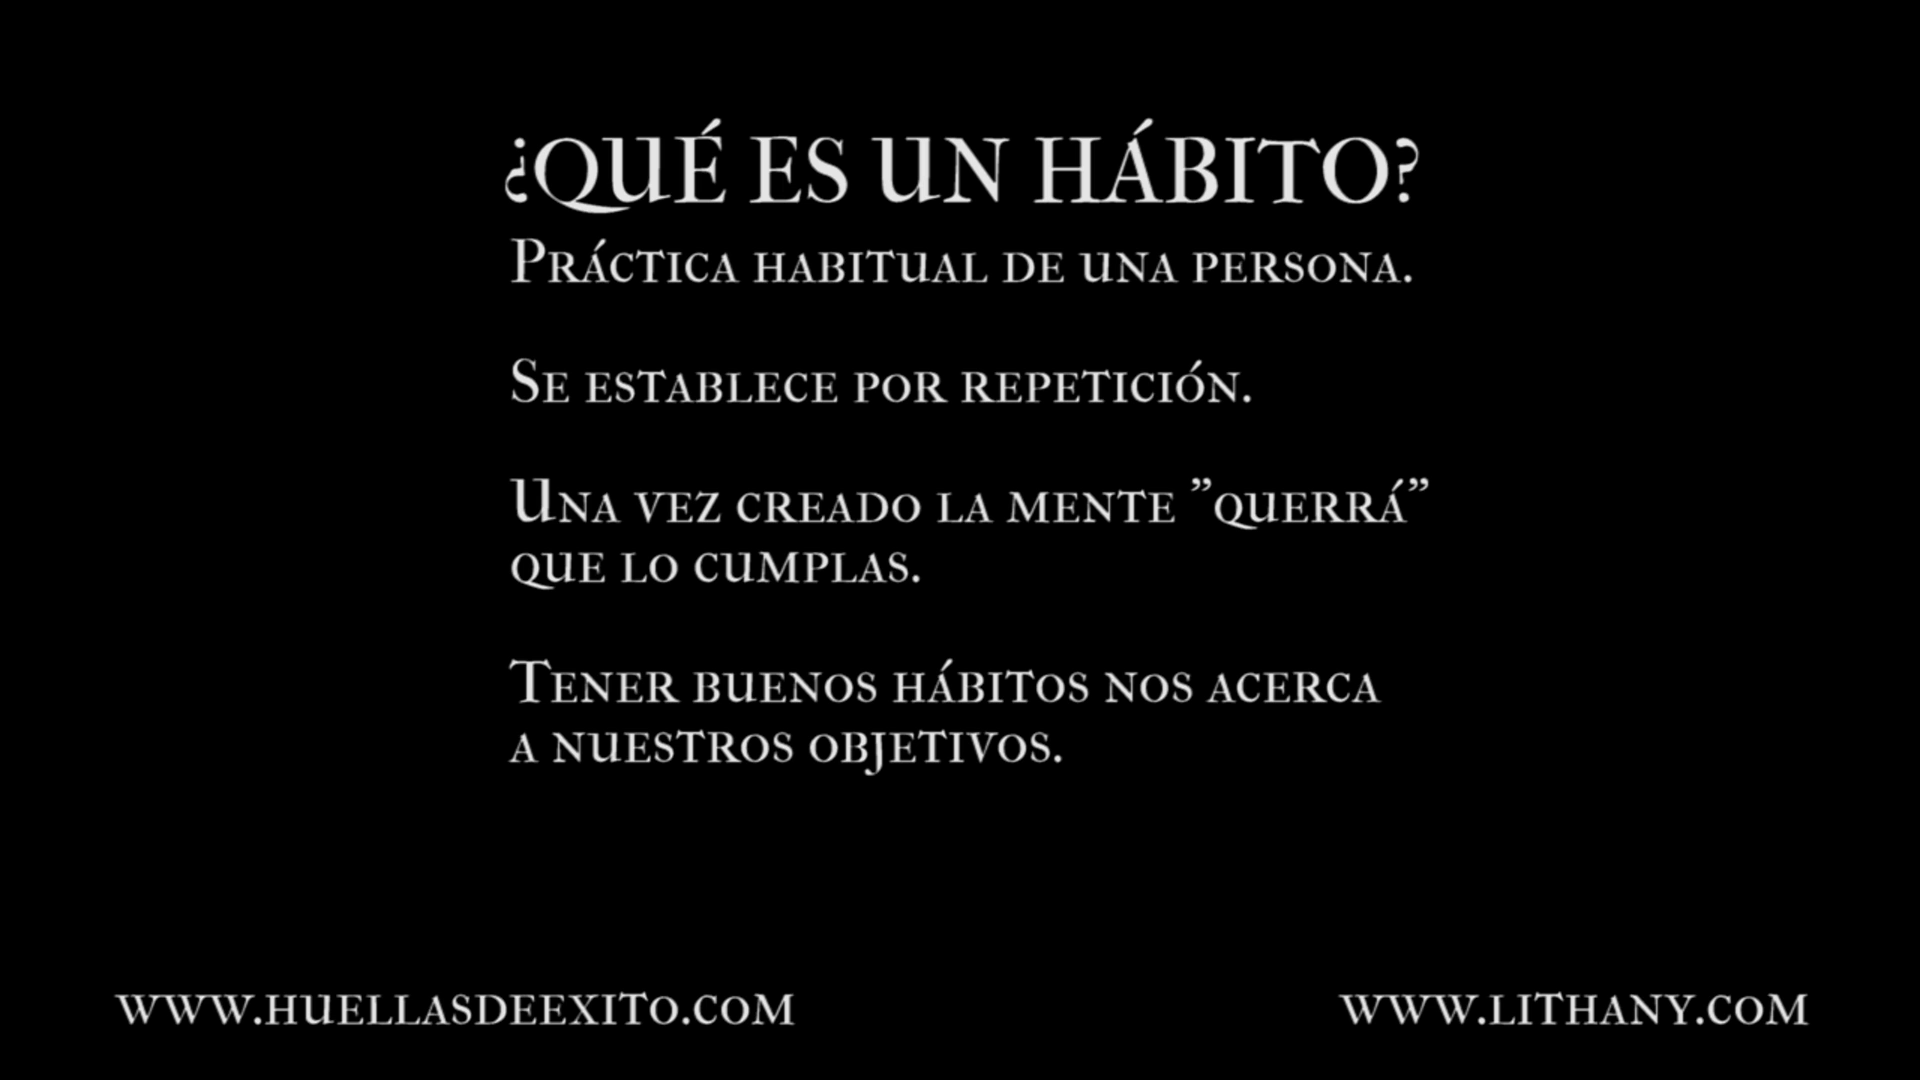 ¿QUÉ ES UN HÁBITO?
Práctica habitual de una persona.
Se establece por repetición.
Una vez creado la mente ”querrá”
que lo cumplas.
Tener buenos hábitos nos acerca
a nuestros objetivos.
www.huellasdeexito.com
www.lithany.com